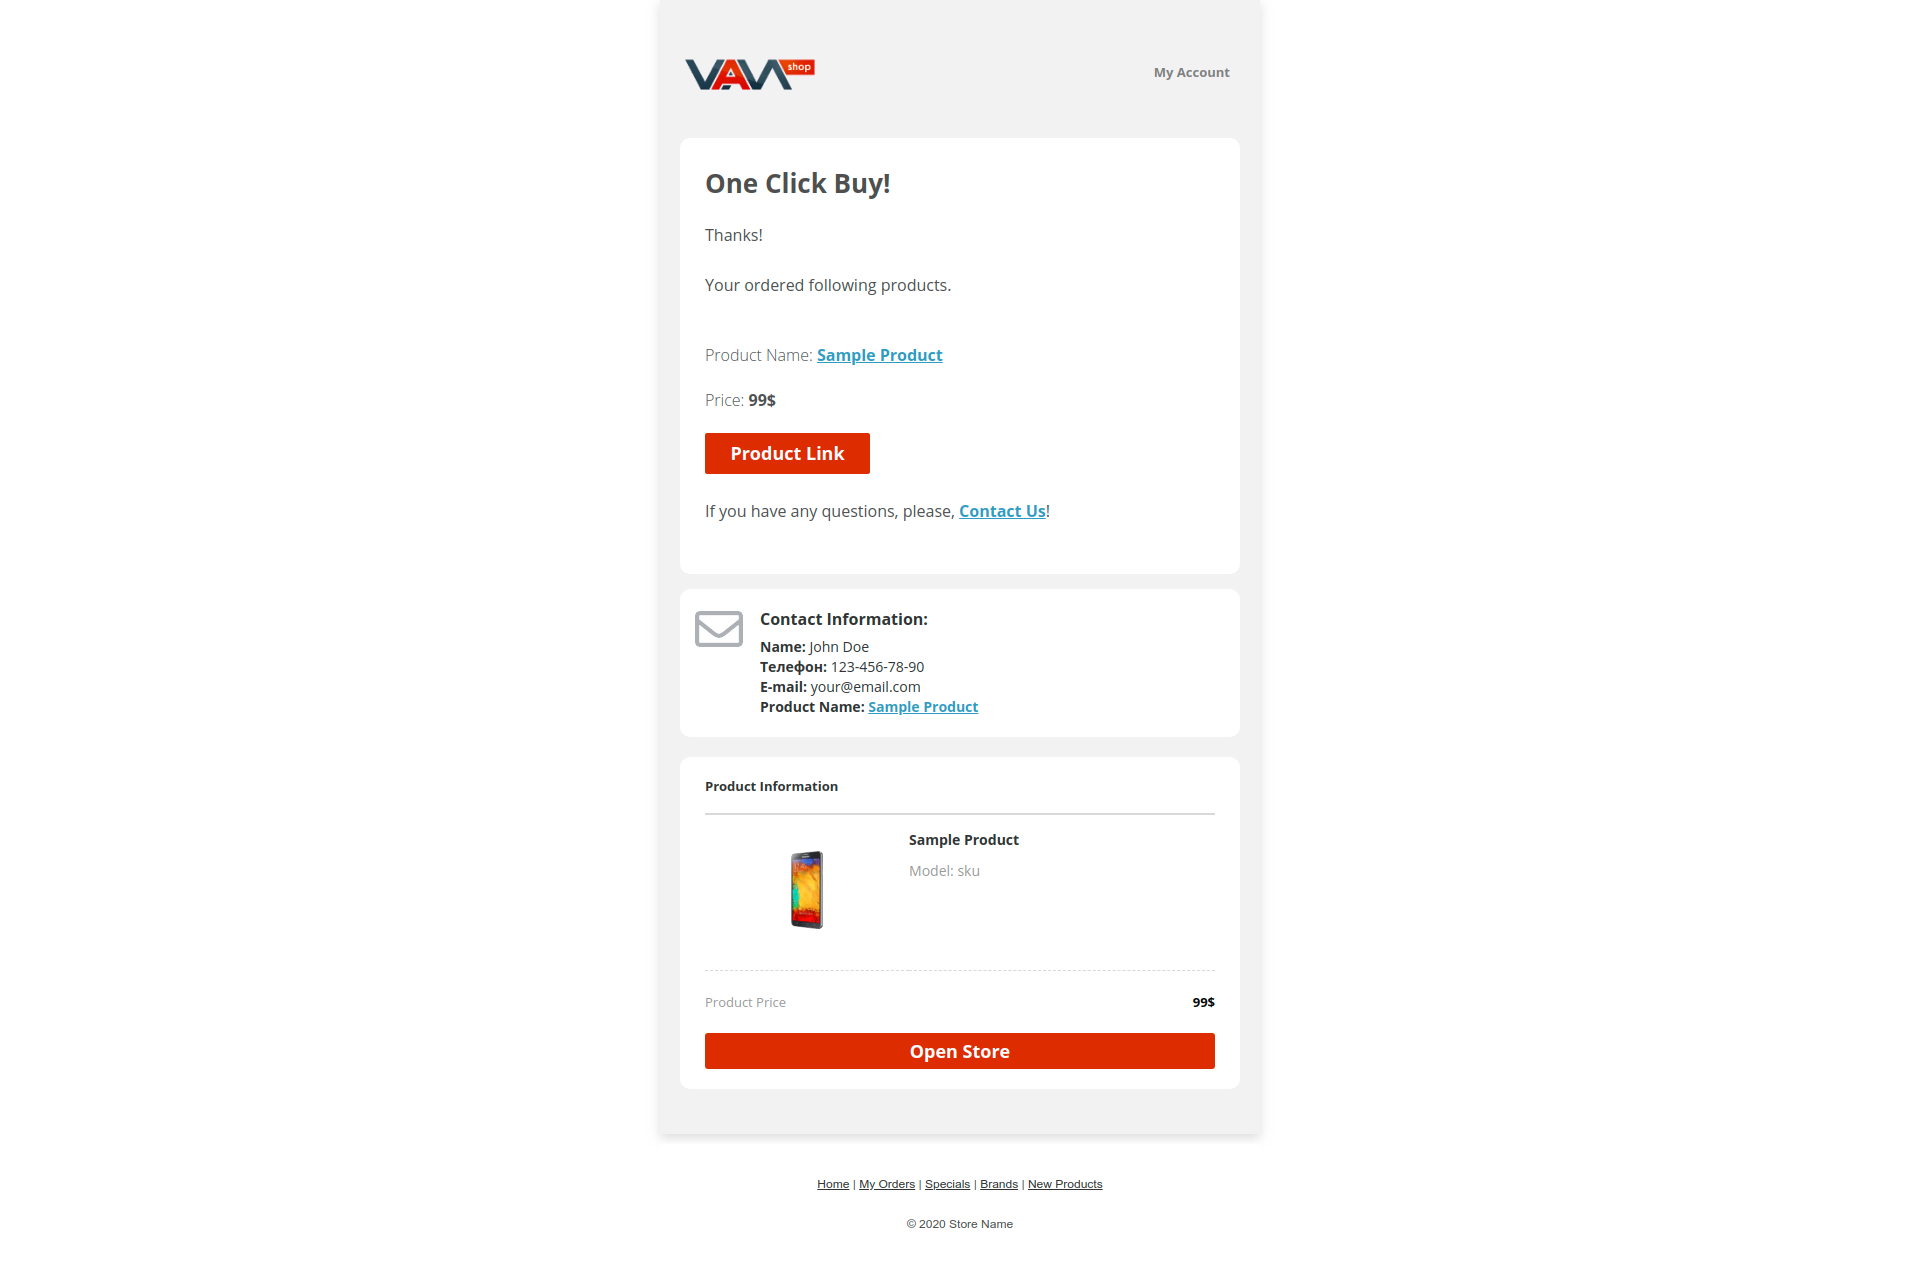 VAM shop
My Account
One Click Buy!
Thanks!
Your ordered following products.
Product Name: Sample Product
Price: 99$
Product Link
If you have any questions, please, Contact Us!
Contact Information:
Name: John Doe
Телефон: 123-456-78-90
E-mail: your@email.com
Product Name: Sample Product
Product Information
Sample Product
Model: sku
Product Price 99$
Open Store
Home | My Orders | Specials | Brands | New Products
© 2020 Store Name